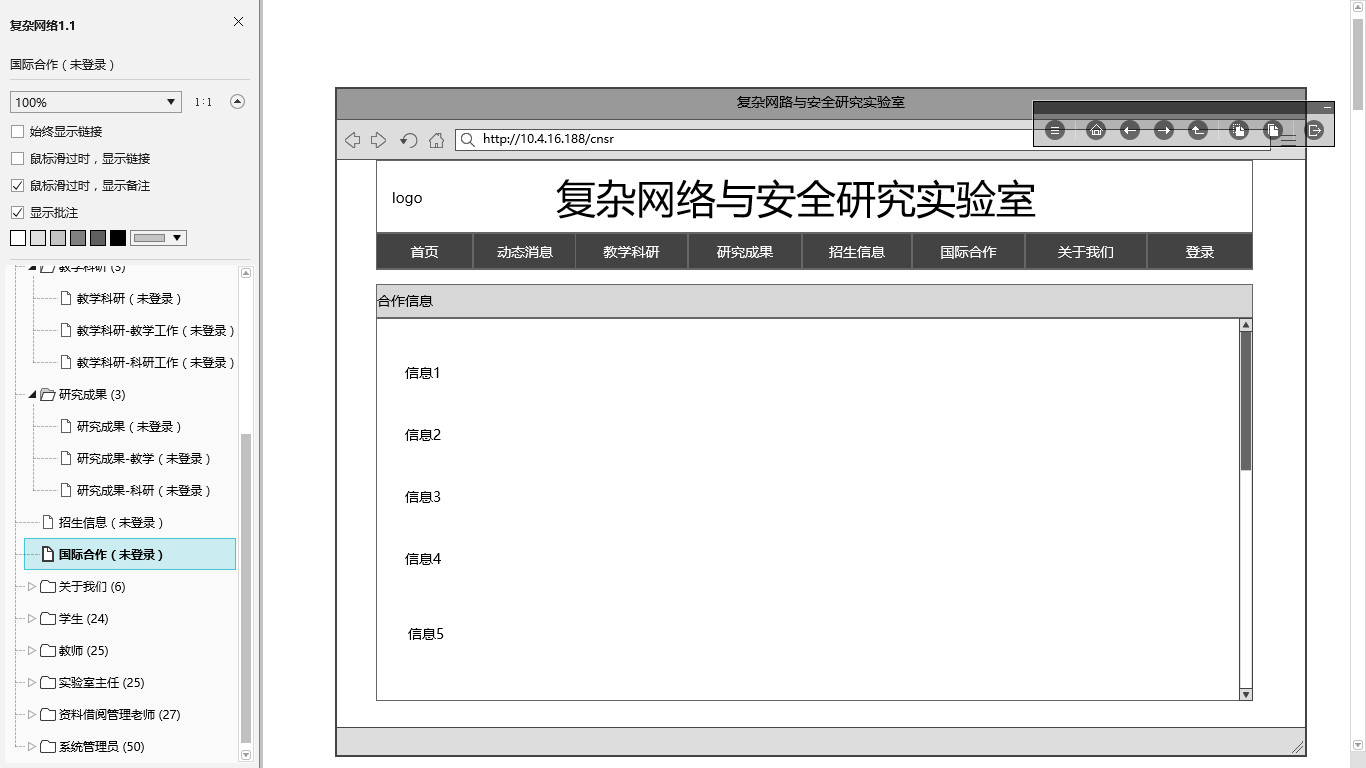 复杂网络1.1
国际合作（未登录）
100%
1:1
始终显示链接
鼠标滑过时，显示链接
鼠标滑过时，显示备注
显示批注
教学科研 (3)
教学科研（未登录）
教学科研-教学工作（未登录）
教学科研-科研工作（未登录）
研究成果 (3)
研究成果（未登录）
研究成果-教学（未登录）
研究成果-科研（未登录）
招生信息（未登录）
国际合作（未登录）
关于我们 (6)
学生 (24)
教师 (25)
实验室主任 (25)
资料借阅管理老师 (27)
系统管理员 (50)
复杂网路与安全研究实验室
http://10.4.16.188/cnsr
logo
复杂网络与安全研究实验室
首页 动态消息 教学科研 研究成果 招生信息 国际合作 关于我们 登录
合作信息
信息1
信息2
信息3
信息4
信息5